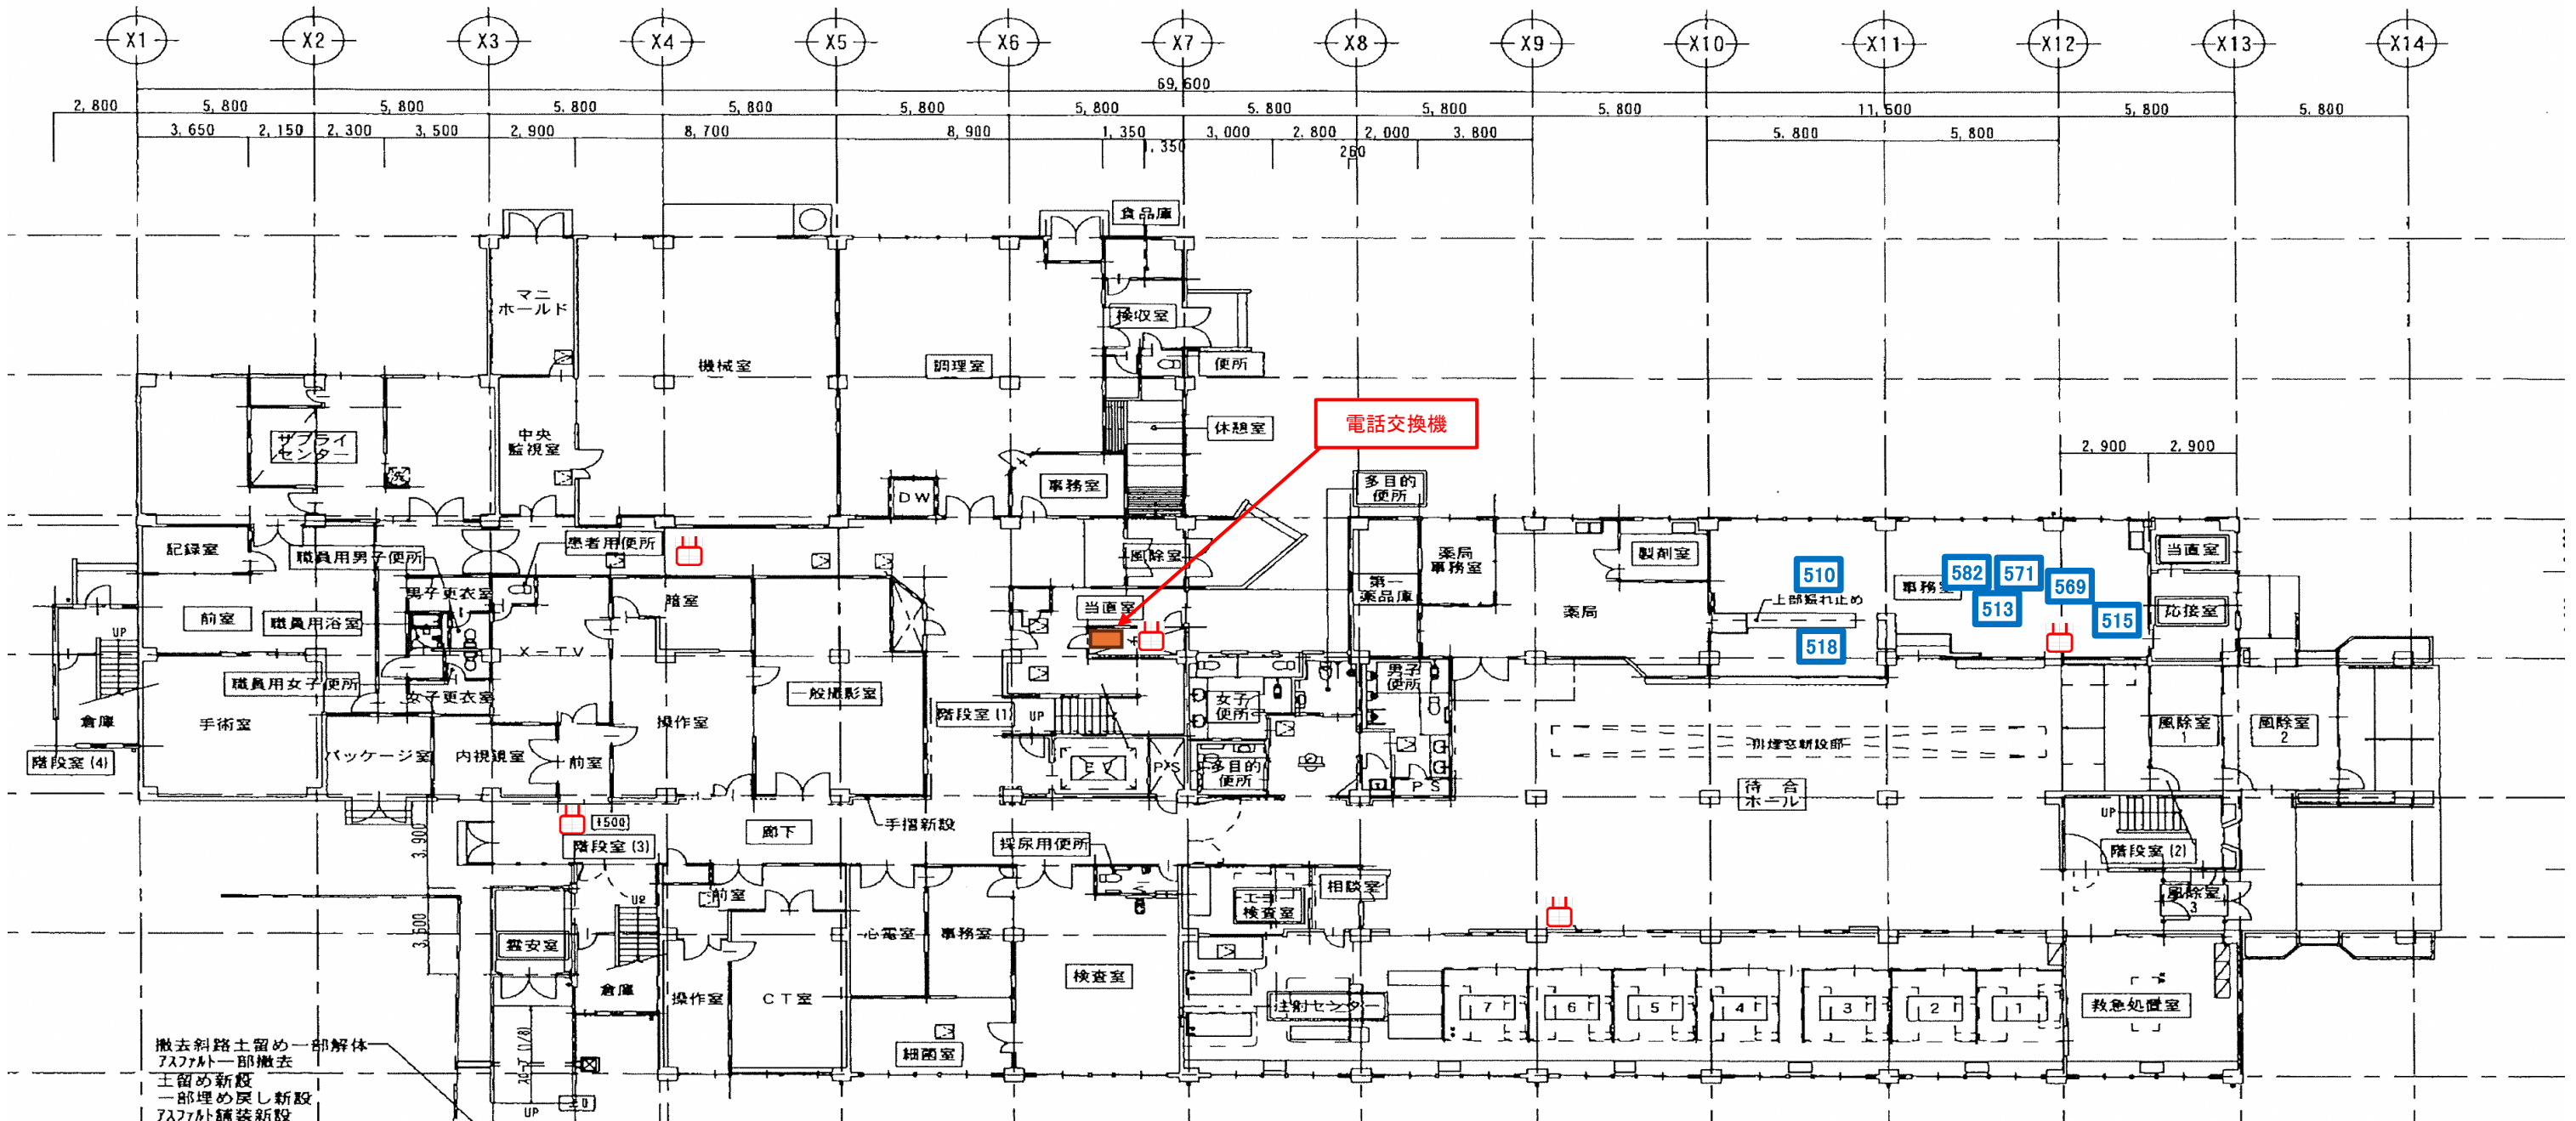 X1 X2 X3 X4 X5 X6 X7 X8 X9 X10 X11 X12 X13 X14
69,600
2,800 5,800 5,800 5.800 5,800 5,800 5,800 5.800 5,800 5,800 11,600 5,800 5,800
3,650 2,150 2,300 3,500 2,900 8,700 8,900 1,350 3,000 2.800 2,000 3.800 5.800 5,800
1,350
260
食品庫
マニ
ホールド
検収室
機械室
調理室
便所
サプライ
センター
中央
監視室
休憩室
電話交換機
2,900 2,900
事務室
DW
多目的
便所
記録室
職員用男子便所
患者用便所
風除室
薬局
事務室
製剤室
当直室
510
582
571
569
事務室
上部振れ止め
513
515
518
応接室
第一
薬品庫
薬局
男子更衣室
暗室
当直室
前室
職員用浴室
UP
X-TV
職員用女子便所
女子更衣室
一般撮影室
男子
便所
倉庫
手術室
操作室
階段室(1)
UP
女子
便所
風除室
1
風除室
2
排煙窓新設部
階段室(4)
パッケージ室
内視鏡室
前室
EV
PS
多目的
便所
PS
待合
ホール
UP
3,900
±500
廊下
手摺新設
階段室(3)
採尿用便所
階段室(2)
前室
エコー
検査室
相談室
風除室
3
UP
3,600
霊安室
心電室
事務室
検査室
倉庫
操作室
CT室
注射センター
7
6
5
4
3
2
1
救急処置室
細菌室
スロープ(1/8)
UP
±0
撤去斜路土留め一部解体
アスファルト一部撤去
土留め新設
一部埋め戻し新設
アスファルト舗装新設